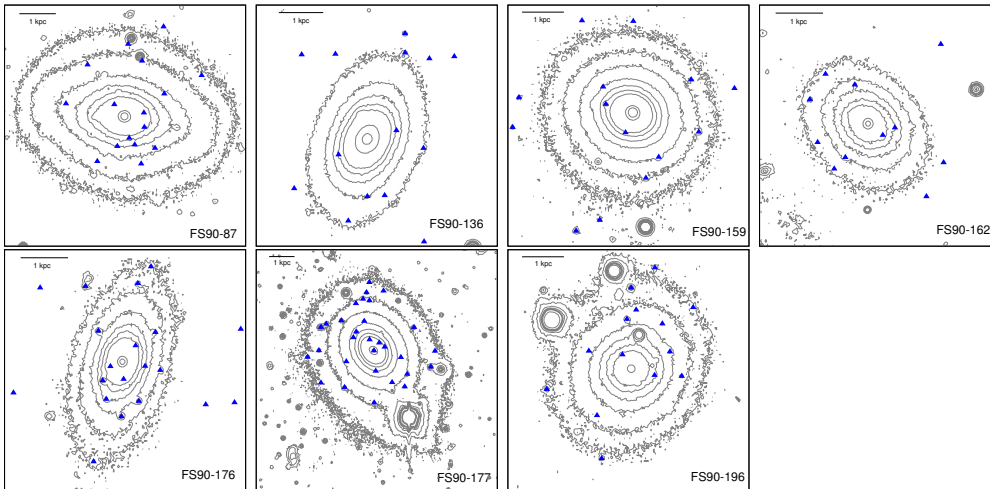 1 kpc
FS90-87
1 kpc
FS90-136
1 kpc
FS90-159
1 kpc
FS90-162
1 kpc
FS90-176
1 kpc
FS90-177
1 kpc
FS90-196